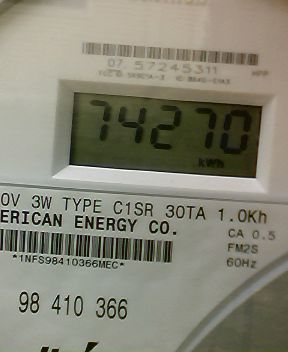 07 57245311
74270
kWh
0V 3W TYPE C1SR 30TA 1.0Kh
ERICAN ENERGY CO.
CA 0.5
FM2S
60Hz
*1NFS98410366MEC*
98 410 366